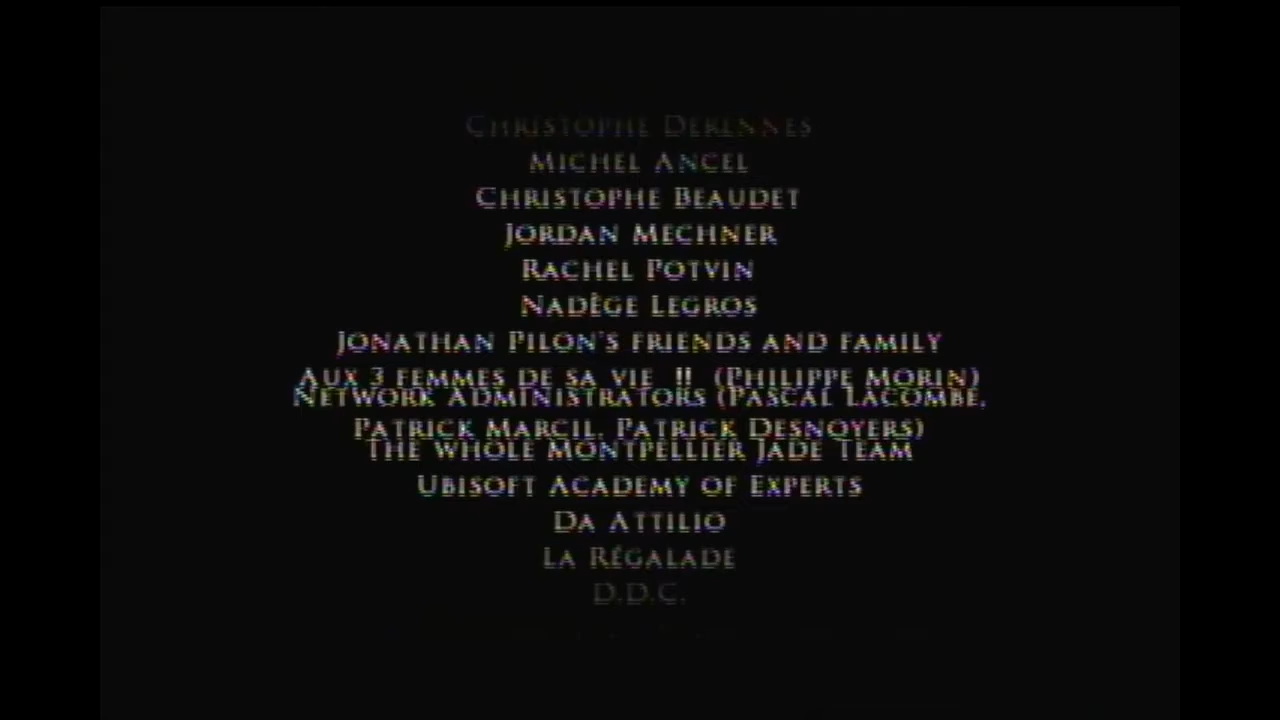 Christophe Derennes
Michel Ancel
Christophe Beaudet
Jordan Mechner
Rachel Potvin
Nadège Legros
Jonathan Pilon's friends and family
Aux 3 femmes de sa vie !! (Philippe Morin)
Network Administrators (Pascal Lacombe,
Patrick Marcil, Patrick Desnoyers)
The whole Montpellier Jade Team
Ubisoft Academy of Experts
Da Attilio
La Régalade
D.D.C.